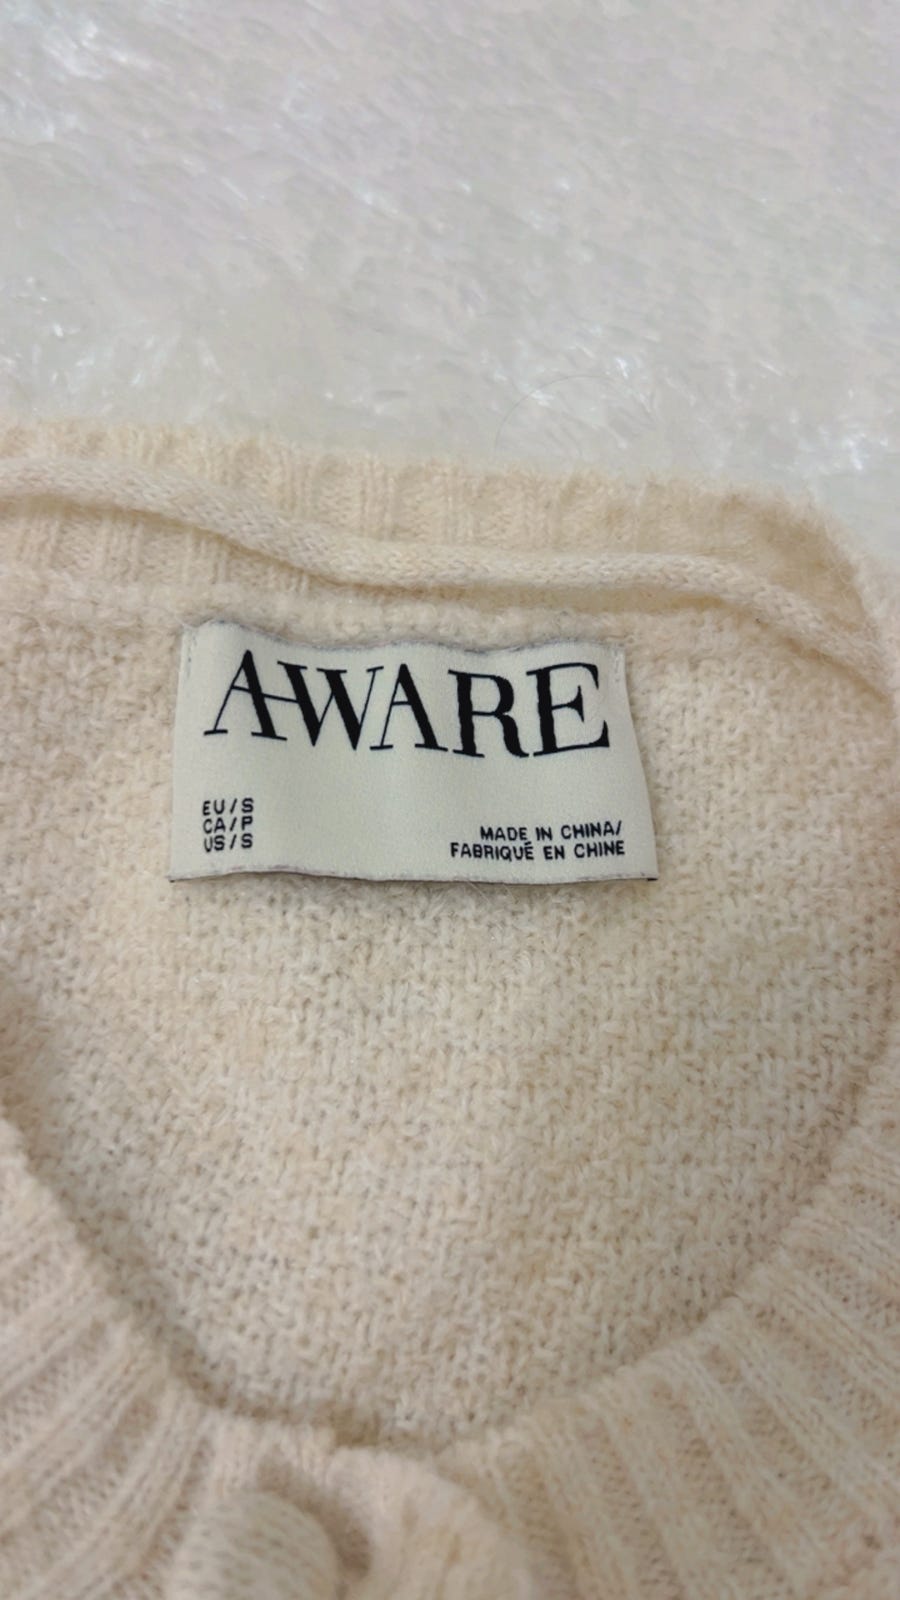 AWARE
EU/S
CA/P
US/S
MADE IN CHINA/
FABRIQUÉ EN CHINE